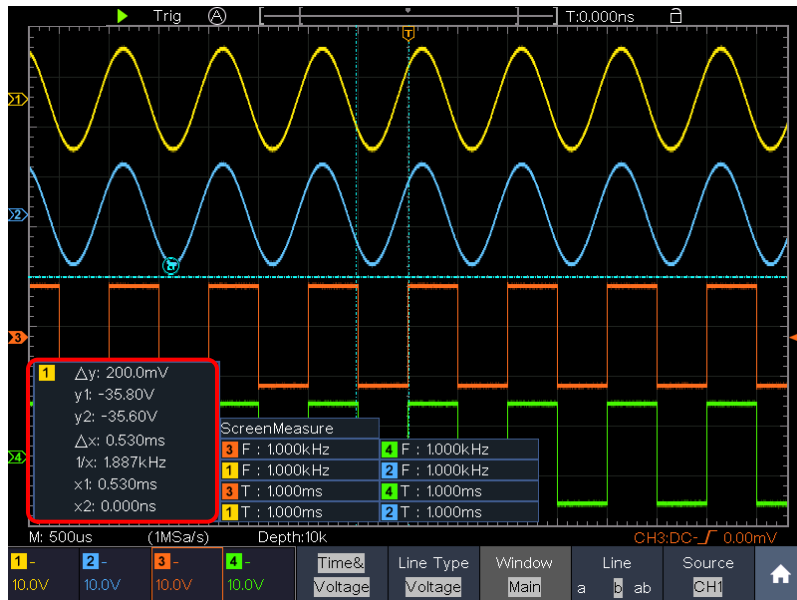 Trig A T:0.000ns
T
1
2
3
1 △y: 200.0mV
y1: -35.80V
y2: -35.60V
△x: 0.530ms
1/x: 1.887kHz
x1: 0.530ms
x2: 0.000ns
ScreenMeasure
3 F : 1.000kHz 4 F : 1.000kHz
1 F : 1.000kHz 2 F : 1.000kHz
3 T : 1.000ms 4 T : 1.000ms
1 T : 1.000ms 2 T : 1.000ms
4
M: 500us (1MSa/s) Depth:10k CH3:DC- 0.00mV
1 - 2 - 3 - 4 - Time& Line Type Window Line Source
10.0V 10.0V 10.0V 10.0V Voltage Voltage Main a b ab CH1